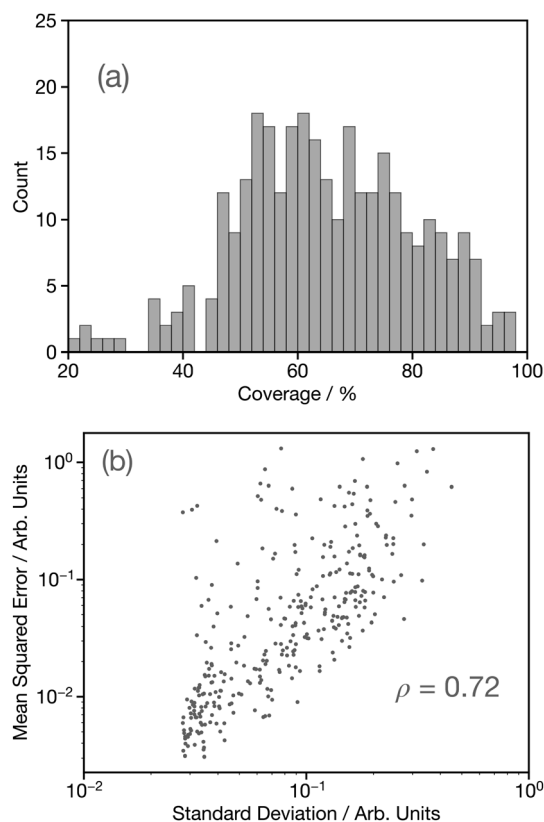 25
20
15
10
5
0
Count
(a)
20 40 60 80 100
Coverage / %
(b)
10⁰
10⁻¹
10⁻²
Mean Squared Error / Arb. Units
ρ = 0.72
10⁻² 10⁻¹ 10⁰
Standard Deviation / Arb. Units